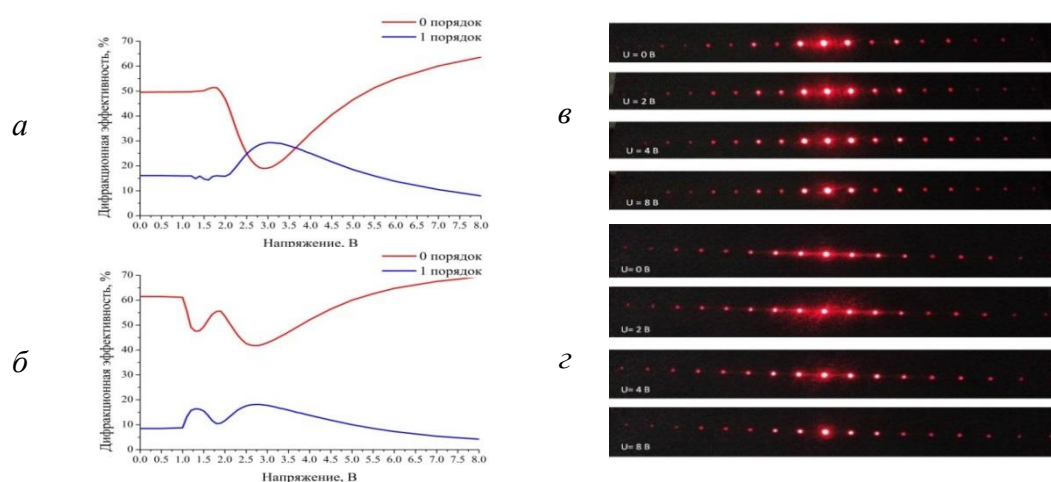 а
0 порядок
1 порядок
Дифракционная эффективность, %
70
60
50
40
30
20
10
0
0.0 0.5 1.0 1.5 2.0 2.5 3.0 3.5 4.0 4.5 5.0 5.5 6.0 6.5 7.0 7.5 8.0
Напряжение, В
б
0 порядок
1 порядок
Дифракционная эффективность, %
70
60
50
40
30
20
10
0
0.0 0.5 1.0 1.5 2.0 2.5 3.0 3.5 4.0 4.5 5.0 5.5 6.0 6.5 7.0 7.5 8.0
Напряжение, В
в
U = 0 В
U = 2 В
U = 4 В
U = 8 В
г
U= 0 В
U= 2 В
U= 4 В
U= 8 В